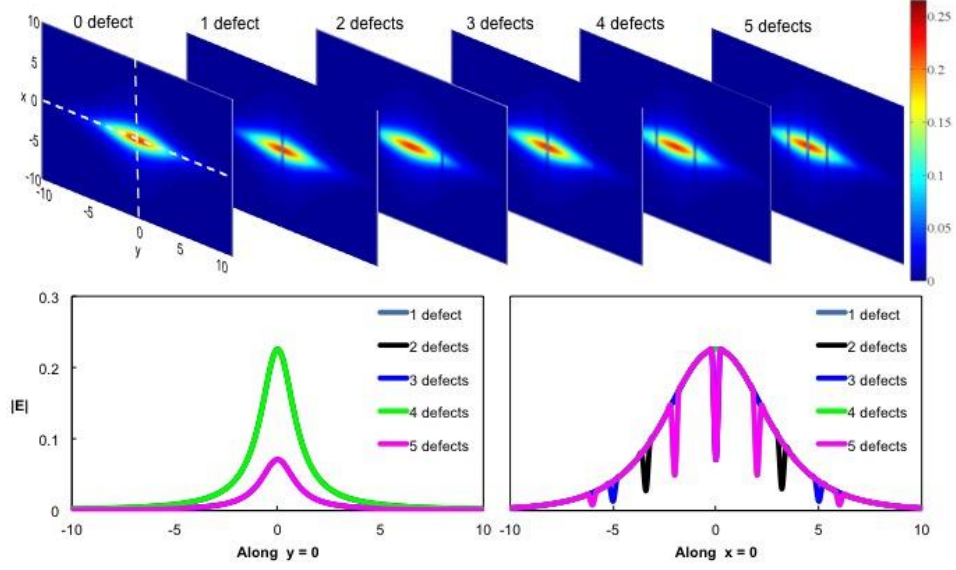 0 defect 1 defect 2 defects 3 defects 4 defects 5 defects
10
5
x 0
-5
-10
-10
-5
0
y
5
10
0.25
0.2
0.15
0.1
0.05
0
0.3
0.2
|E|
0.1
0
-10 -5 0 5 10
Along y = 0
1 defect
2 defects
3 defects
4 defects
5 defects
-10 -5 0 5 10
Along x = 0
1 defect
2 defects
3 defects
4 defects
5 defects